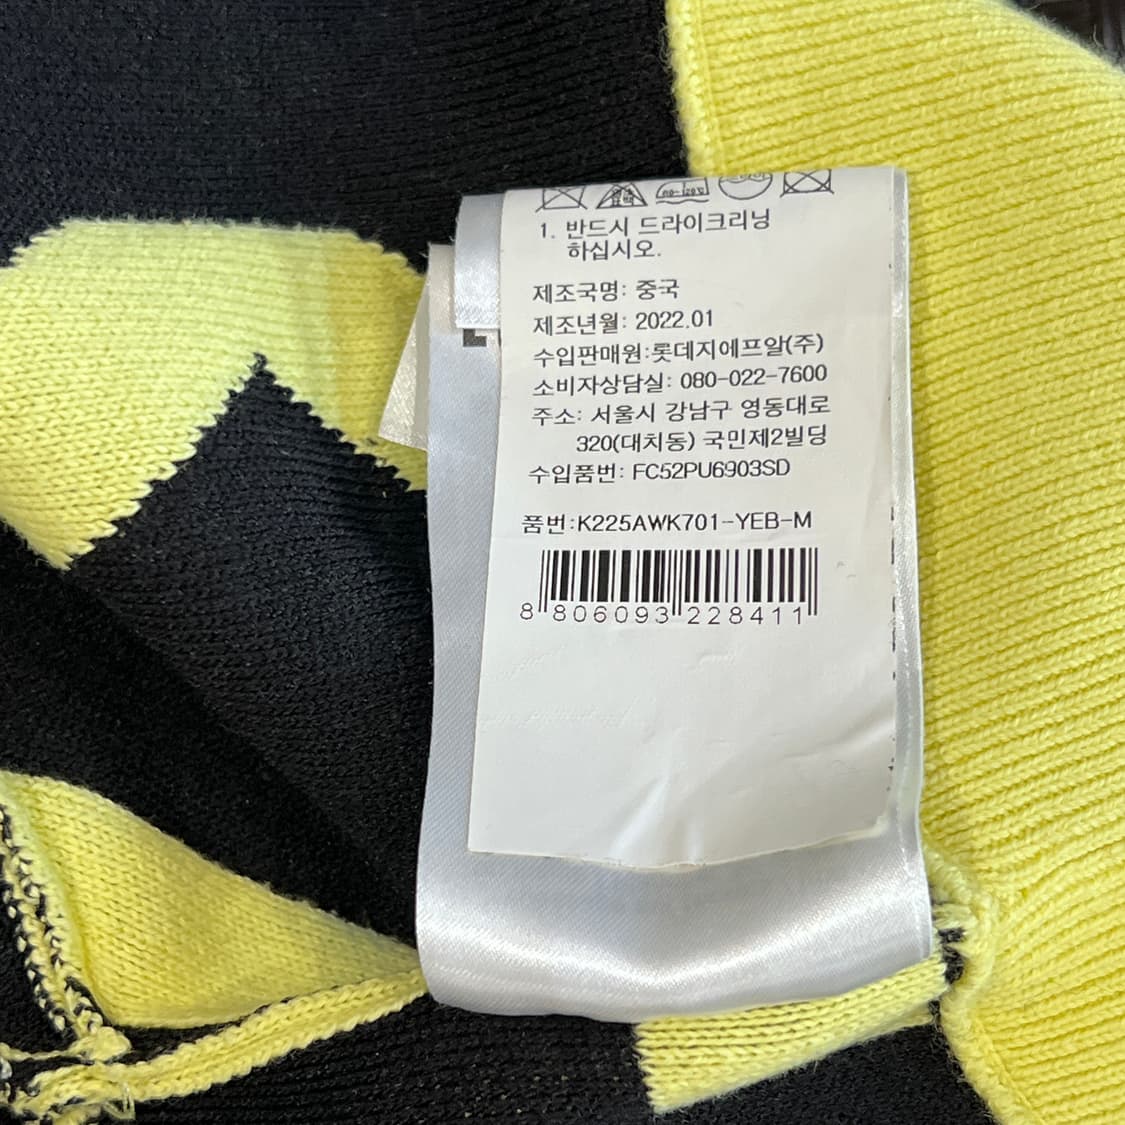 1. 반드시 드라이크리닝
하십시오.
제조국명: 중국
제조년월: 2022.01
수입판매원:롯데지에프알(주)
소비자상담실: 080-022-7600
주소: 서울시 강남구 영동대로
320(대치동) 국민제2빌딩
수입품번: FC52PU6903SD
품번:K225AWK701-YEB-M
8 806093 228411